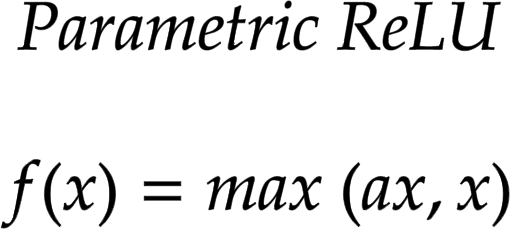 Parametric ReLU
f(x) = max (ax, x)